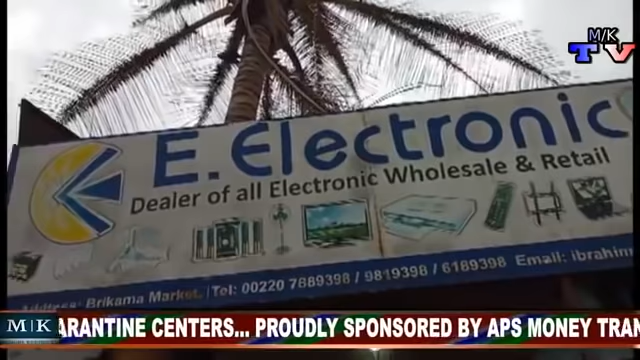 M/K
TV
E. Electronic
Dealer of all Electronic Wholesale & Retail
Address: Brikama Market. Tel: 00220 7889398 / 9819398 / 6189398 Email: ibrahim
M|K
ARANTINE CENTERS... PROUDLY SPONSORED BY APS MONEY TRAN